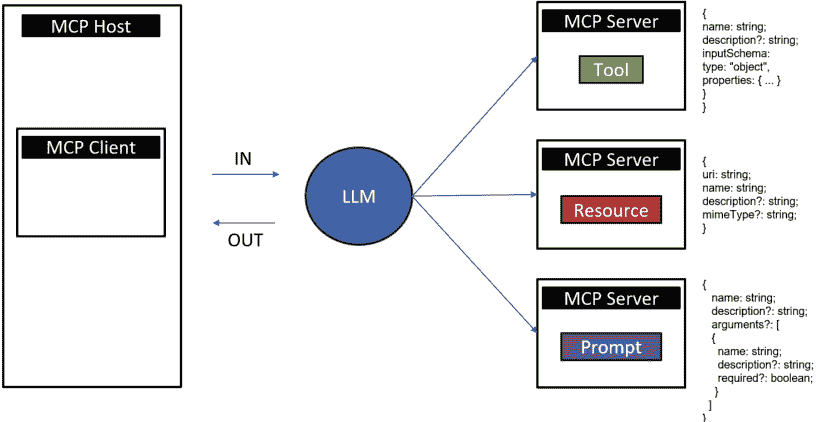 MCP Host
MCP Client
IN
OUT
LLM
MCP Server
Tool
{
name: string;
description?: string;
inputSchema:
type: "object",
properties: { ... }
}
}
MCP Server
Resource
{
uri: string;
name: string;
description?: string;
mimeType?: string;
}
MCP Server
Prompt
{
name: string;
description?: string;
arguments?: [
{
name: string;
description?: string;
required?: boolean;
}
]
}